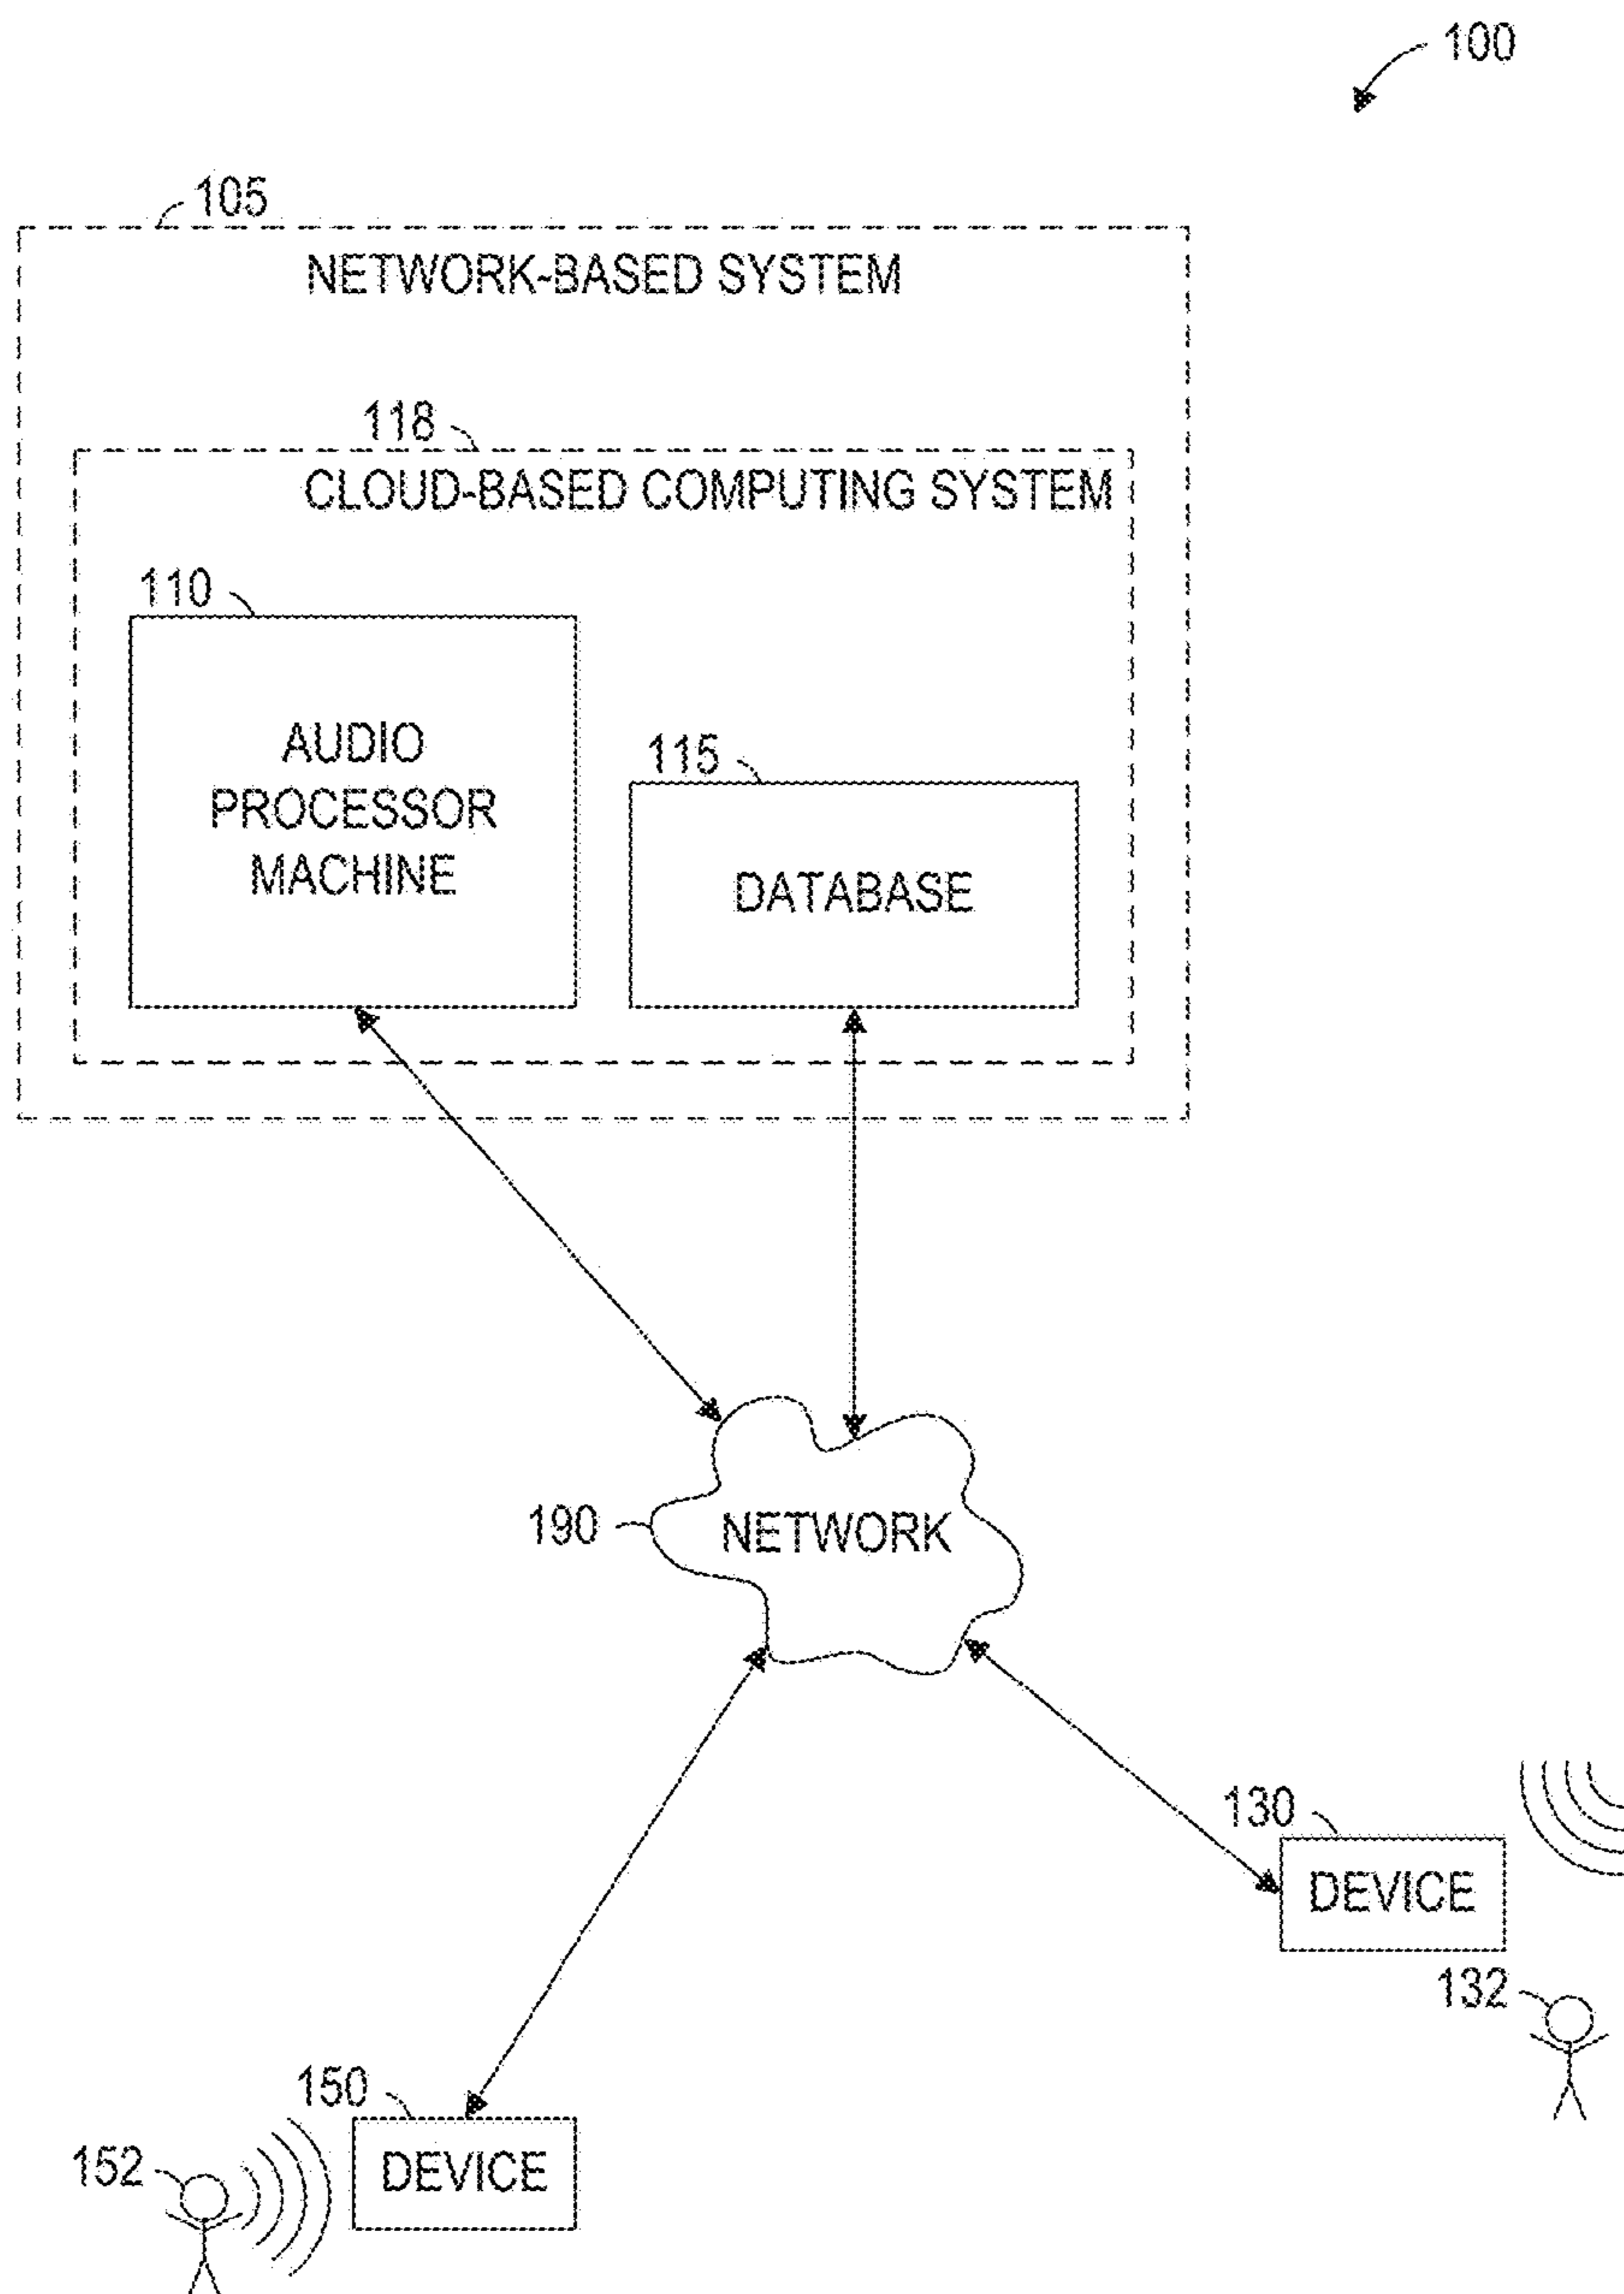 100
105
NETWORK-BASED SYSTEM
118
CLOUD-BASED COMPUTING SYSTEM
110
AUDIO
PROCESSOR
MACHINE
115
DATABASE
190
NETWORK
130
DEVICE
132
150
DEVICE
152